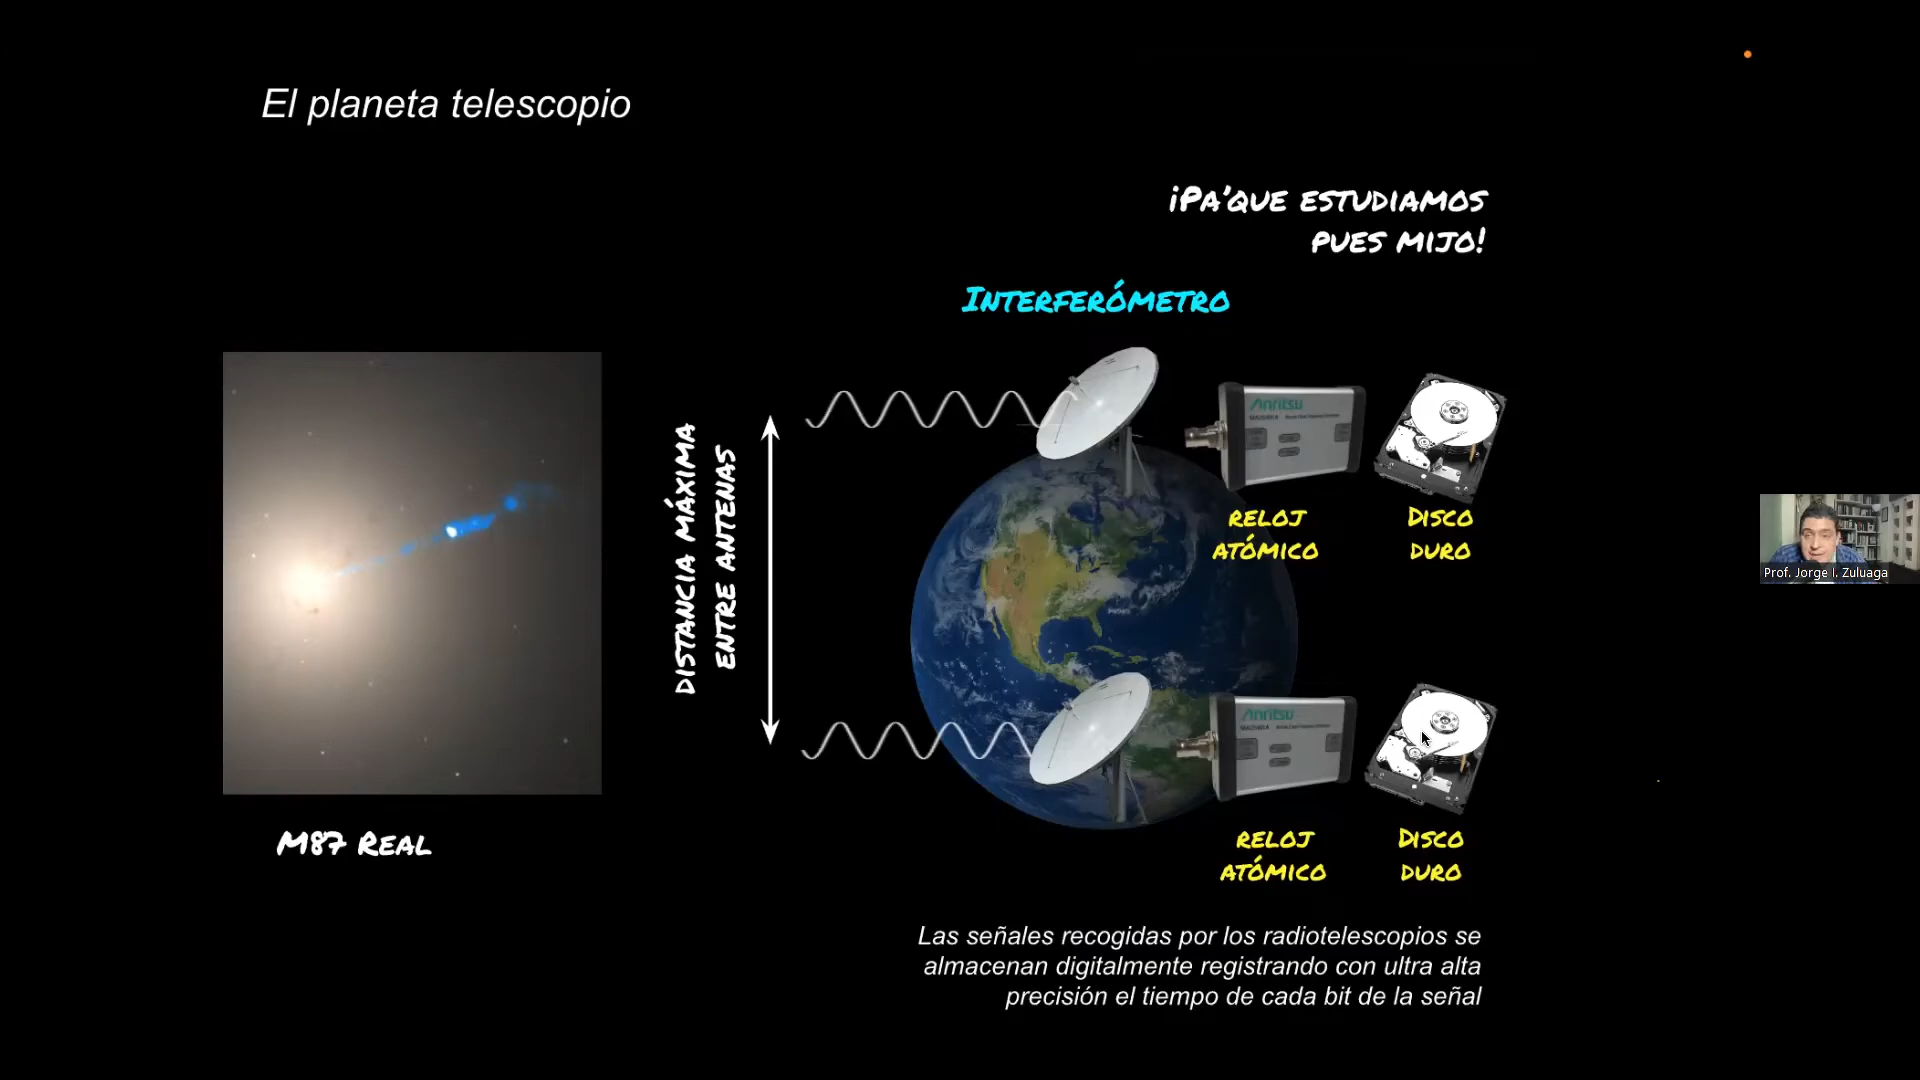 El planeta telescopio
¡Pa'que estudiamos
pues mijo!
Interferómetro
Distancia máxima
entre antenas
Anritsu
Reloj
atómico
Disco
duro
Prof. Jorge I. Zuluaga
Anritsu
Reloj
atómico
Disco
duro
M87 Real
Las señales recogidas por los radiotelescopios se
almacenan digitalmente registrando con ultra alta
precisión el tiempo de cada bit de la señal